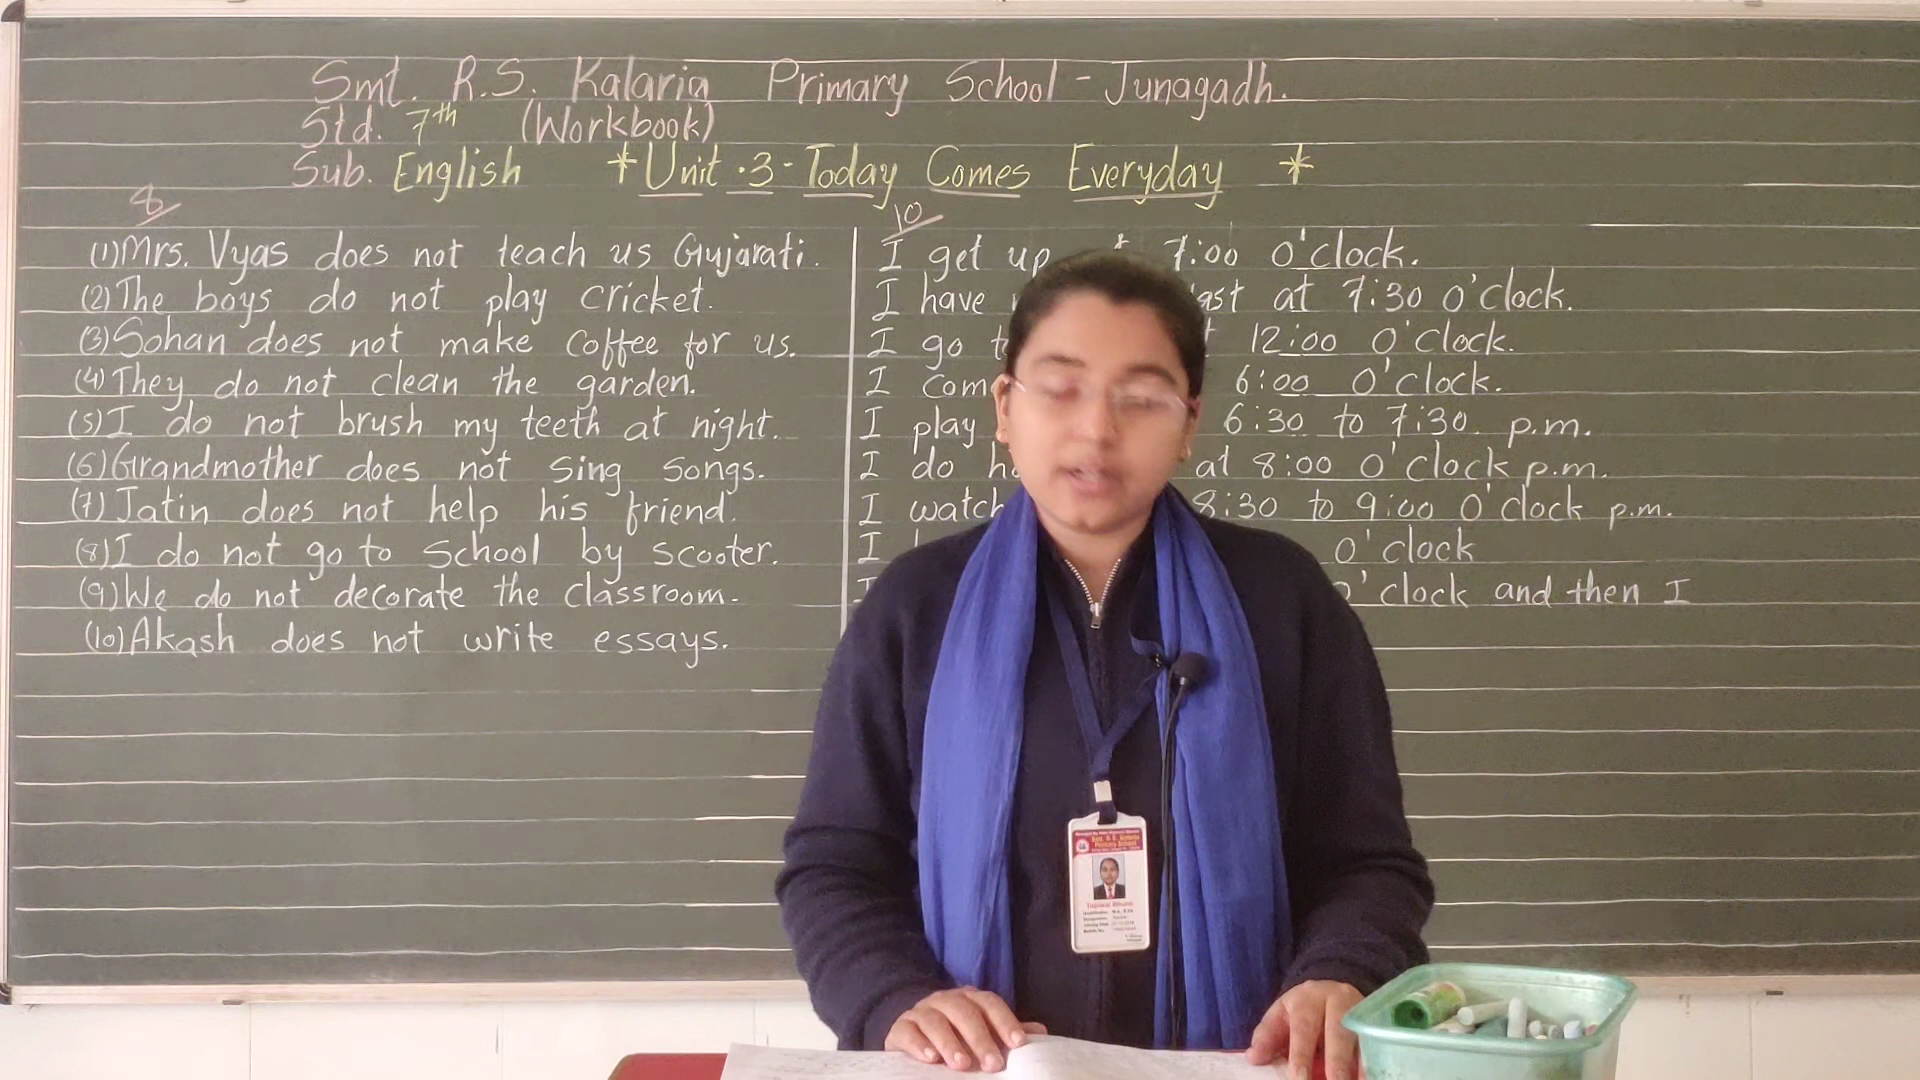 Smt. R.S. Kalaria Primary School - Junagadh.
Std. 7th (Workbook)
Sub. English * Unit .3 - Today Comes Everyday *
8
(1) Mrs. Vyas does not teach us Gujarati.
(2) The boys do not play cricket.
(3) Sohan does not make coffee for us.
(4) They do not clean the garden.
(5) I do not brush my teeth at night.
(6) Grandmother does not sing songs.
(7) Jatin does not help his friend.
(8) I do not go to School by scooter.
(9) We do not decorate the classroom.
(10) Akash does not write essays.
10
I get up 7:00 O'clock.
I have at 7:30 O'clock.
I go 12:00 O'clock.
I 6:00 O'clock.
I play 6:30 to 7:30 p.m.
I do at 8:00 O'clock p.m.
I watch 8:30 to 9:00 O'clock p.m.
I O'clock
I O'clock and then I
Primary School